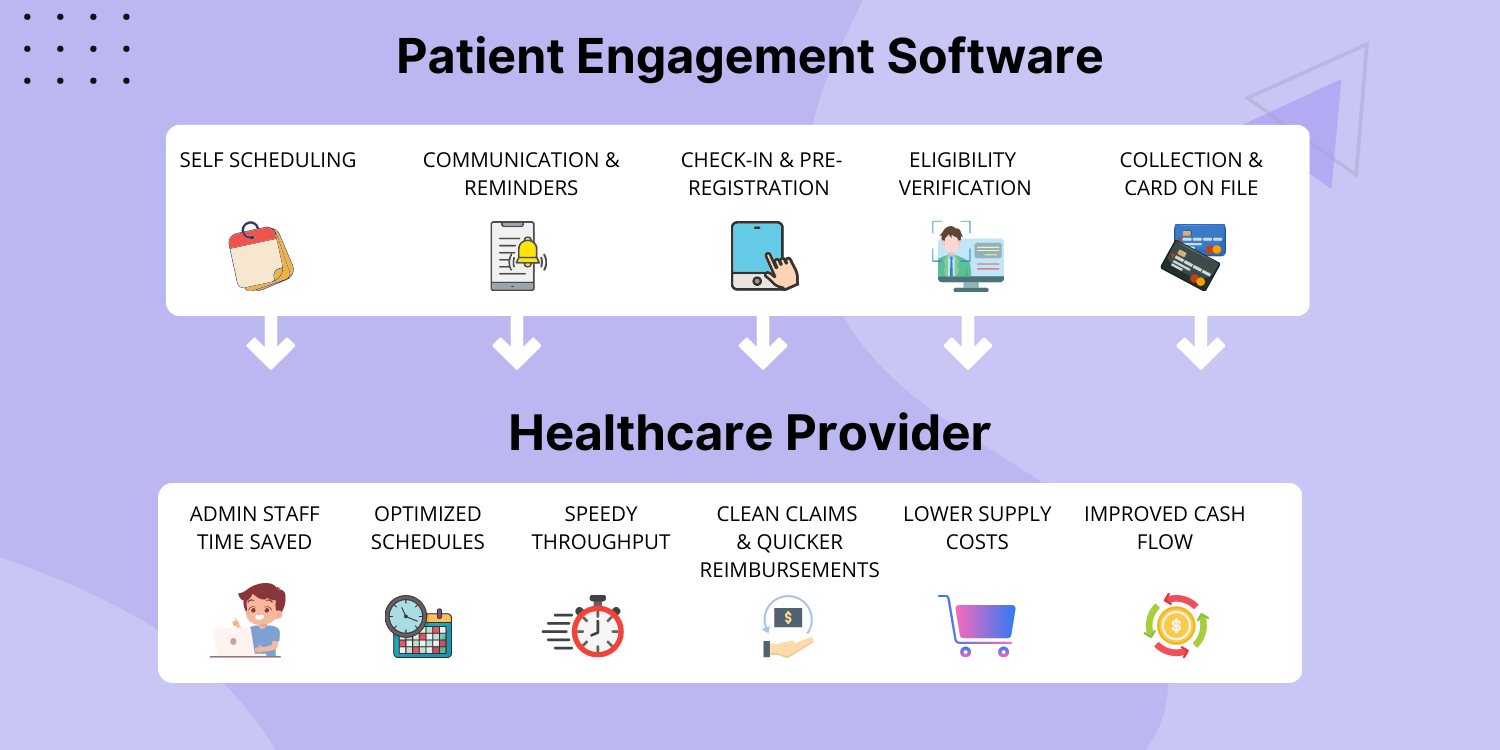 Patient Engagement Software
SELF SCHEDULING
COMMUNICATION &
REMINDERS
CHECK-IN & PRE-
REGISTRATION
ELIGIBILITY
VERIFICATION
COLLECTION &
CARD ON FILE
Healthcare Provider
ADMIN STAFF
TIME SAVED
OPTIMIZED
SCHEDULES
SPEEDY
THROUGHPUT
CLEAN CLAIMS
& QUICKER
REIMBURSEMENTS
$
LOWER SUPPLY
COSTS
IMPROVED CASH
FLOW
$